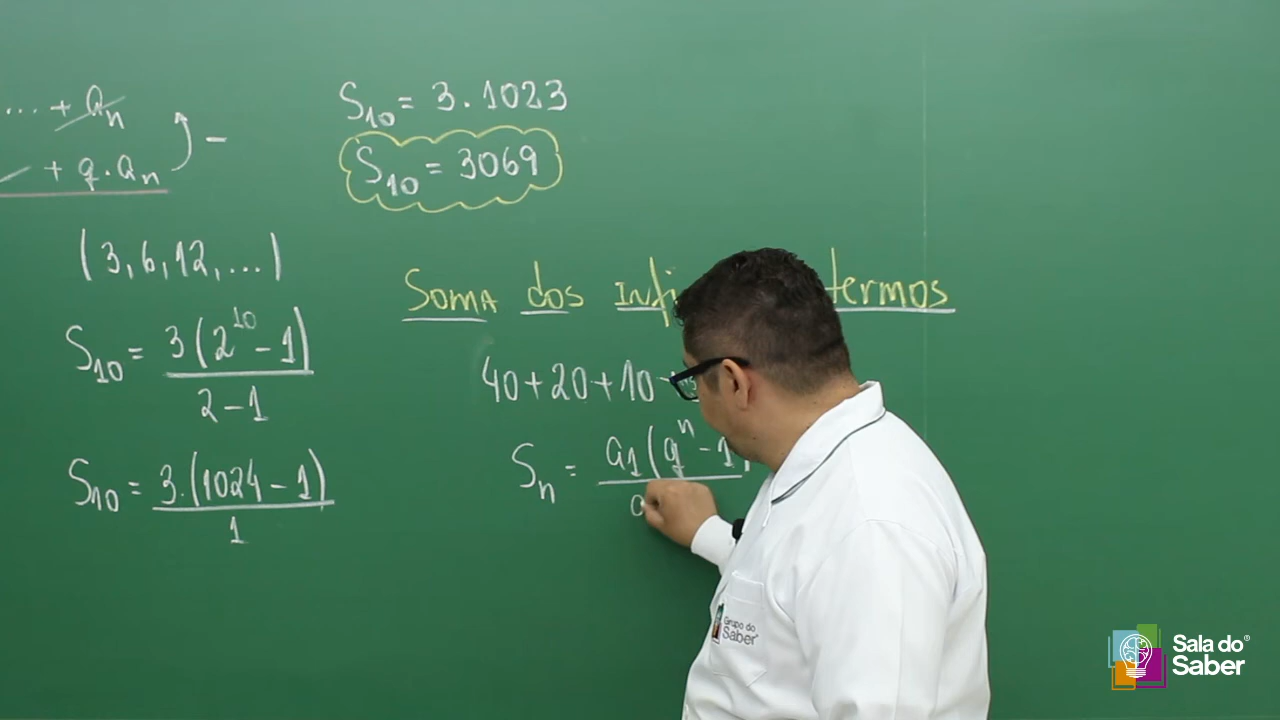 ... + an
+ q.an
-
(3,6,12,...)
S10 = 3(2^10 - 1)
2-1
S10 = 3.(1024 - 1)
1
S10 = 3.1023
S10 = 3069
Soma dos termos
40+20+10
Sn = a1(q^n - 1
Grupo do
Saber
Sala do®
Saber